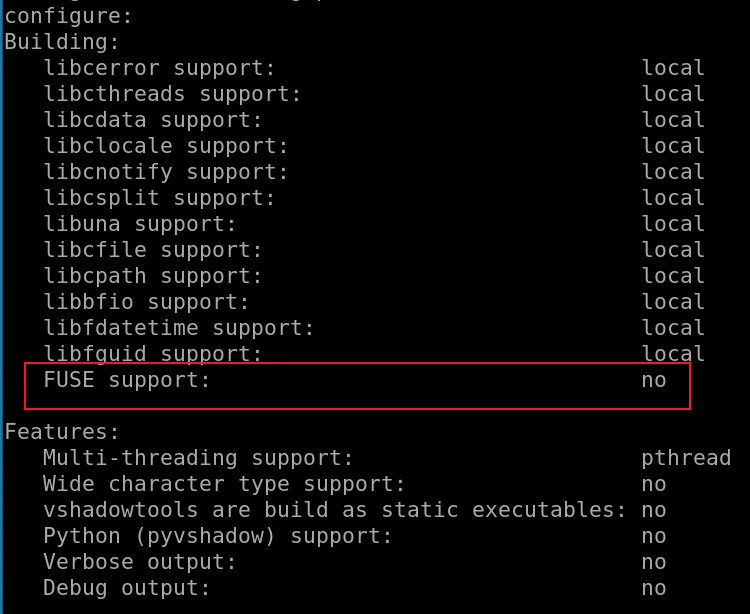 configure:
Building:
libcerror support: local
libcthreads support: local
libcdata support: local
libclocale support: local
libcnotify support: local
libcsplit support: local
libuna support: local
libcfile support: local
libcpath support: local
libbfio support: local
libfdatetime support: local
libfguid support: local
FUSE support: no
Features:
Multi-threading support: pthread
Wide character type support: no
vshadowtools are build as static executables: no
Python (pyvshadow) support: no
Verbose output: no
Debug output: no